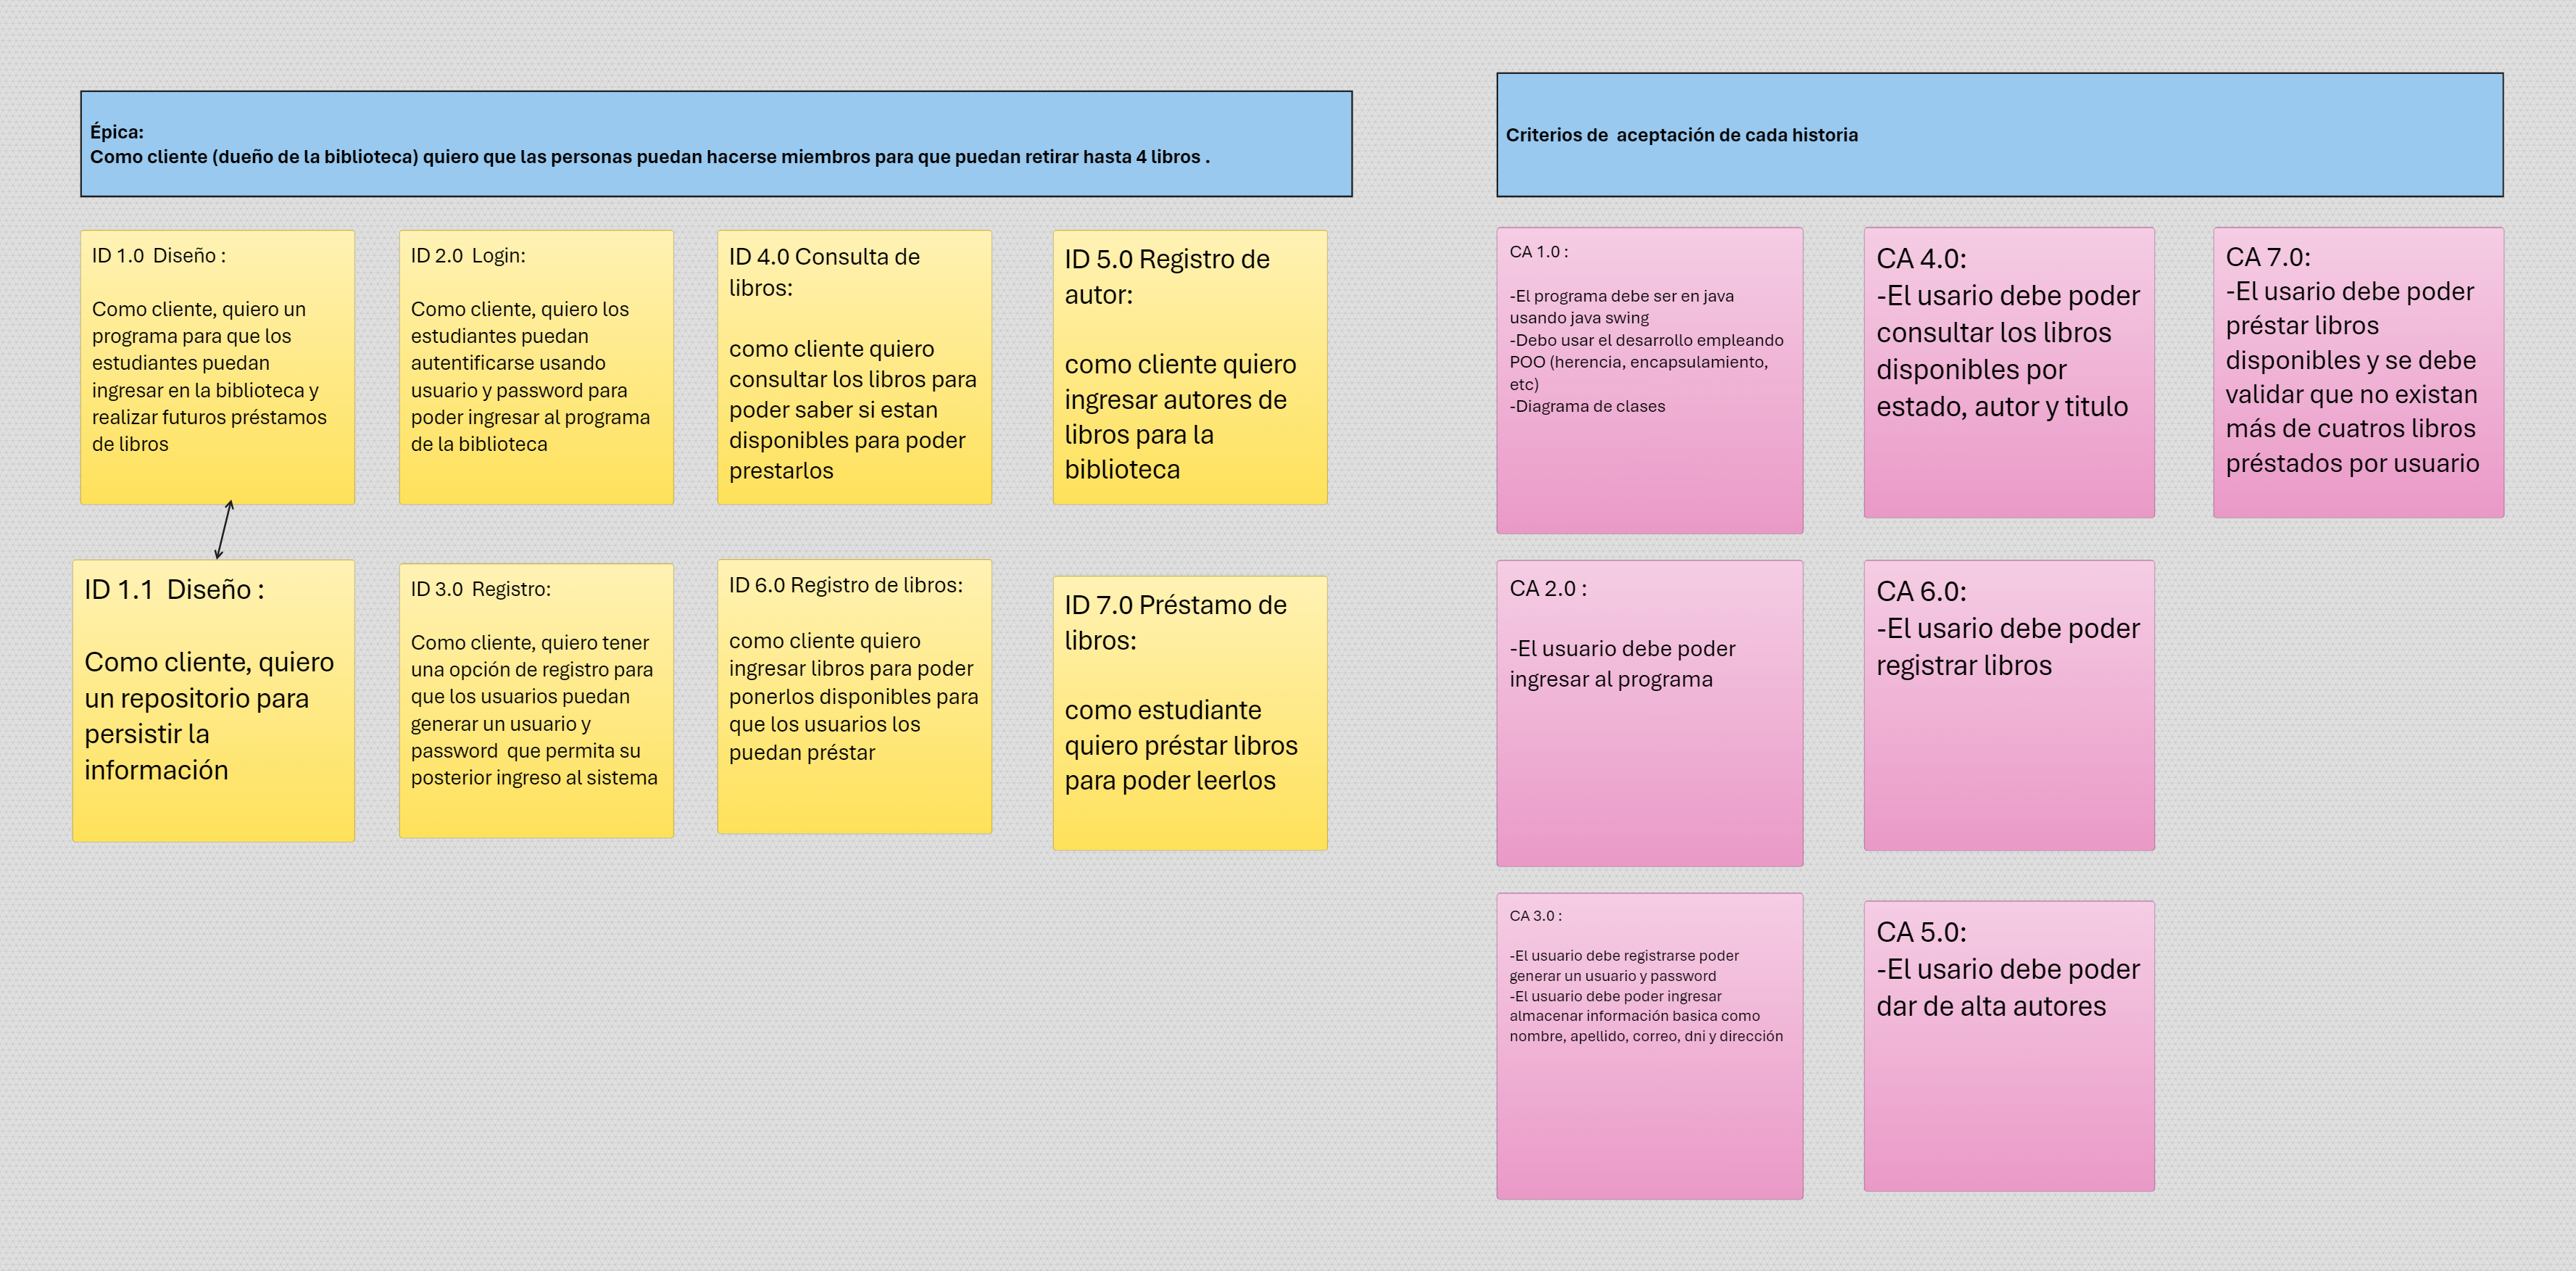 Épica:
Como cliente (dueño de la biblioteca) quiero que las personas puedan hacerse miembros para que puedan retirar hasta 4 libros .
ID 1.0  Diseño :
Como cliente, quiero un
programa para que los
estudiantes puedan
ingresar en la biblioteca y
realizar futuros préstamos
de libros
ID 2.0  Login:
Como cliente, quiero los
estudiantes puedan
autentificarse usando
usuario y password para
poder ingresar al programa
de la biblioteca
ID 4.0 Consulta de
libros:
como cliente quiero
consultar los libros para
poder saber si estan
disponibles para poder
prestarlos
ID 5.0 Registro de
autor:
como cliente quiero
ingresar autores de
libros para la
biblioteca
ID 1.1  Diseño :
Como cliente, quiero
un repositorio para
persistir la
información
ID 3.0  Registro:
Como cliente, quiero tener
una opción de registro para
que los usuarios puedan
generar un usuario y
password  que permita su
posterior ingreso al sistema
ID 6.0 Registro de libros:
como cliente quiero
ingresar libros para poder
ponerlos disponibles para
que los usuarios los
puedan préstar
ID 7.0 Préstamo de
libros:
como estudiante
quiero préstar libros
para poder leerlos
Criterios de  aceptación de cada historia
CA 1.0 :
-El programa debe ser en java
usando java swing
-Debo usar el desarrollo empleando
POO (herencia, encapsulamiento,
etc)
-Diagrama de clases
CA 4.0:
-El usario debe poder
consultar los libros
disponibles por
estado, autor y titulo
CA 7.0:
-El usario debe poder
préstar libros
disponibles y se debe
validar que no existan
más de cuatros libros
préstados por usuario
CA 2.0 :
-El usuario debe poder
ingresar al programa
CA 6.0:
-El usario debe poder
registrar libros
CA 3.0 :
-El usuario debe registrarse poder
generar un usuario y password
-El usuario debe poder ingresar
almacenar información basica como
nombre, apellido, correo, dni y dirección
CA 5.0:
-El usario debe poder
dar de alta autores